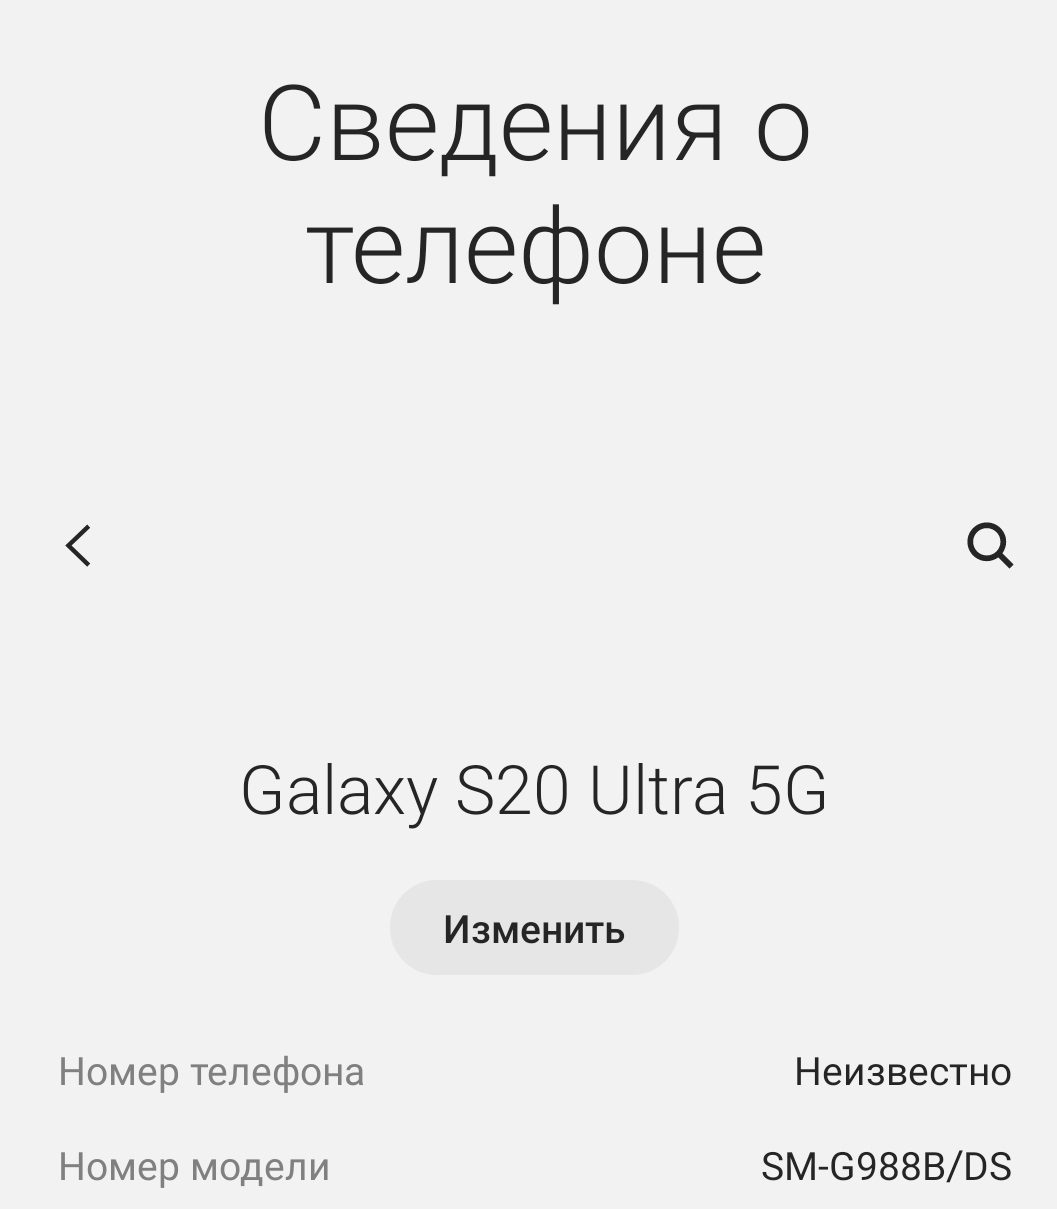 Сведения о
телефоне
Galaxy S20 Ultra 5G
Изменить
Номер телефона Неизвестно
Номер модели SM-G988B/DS